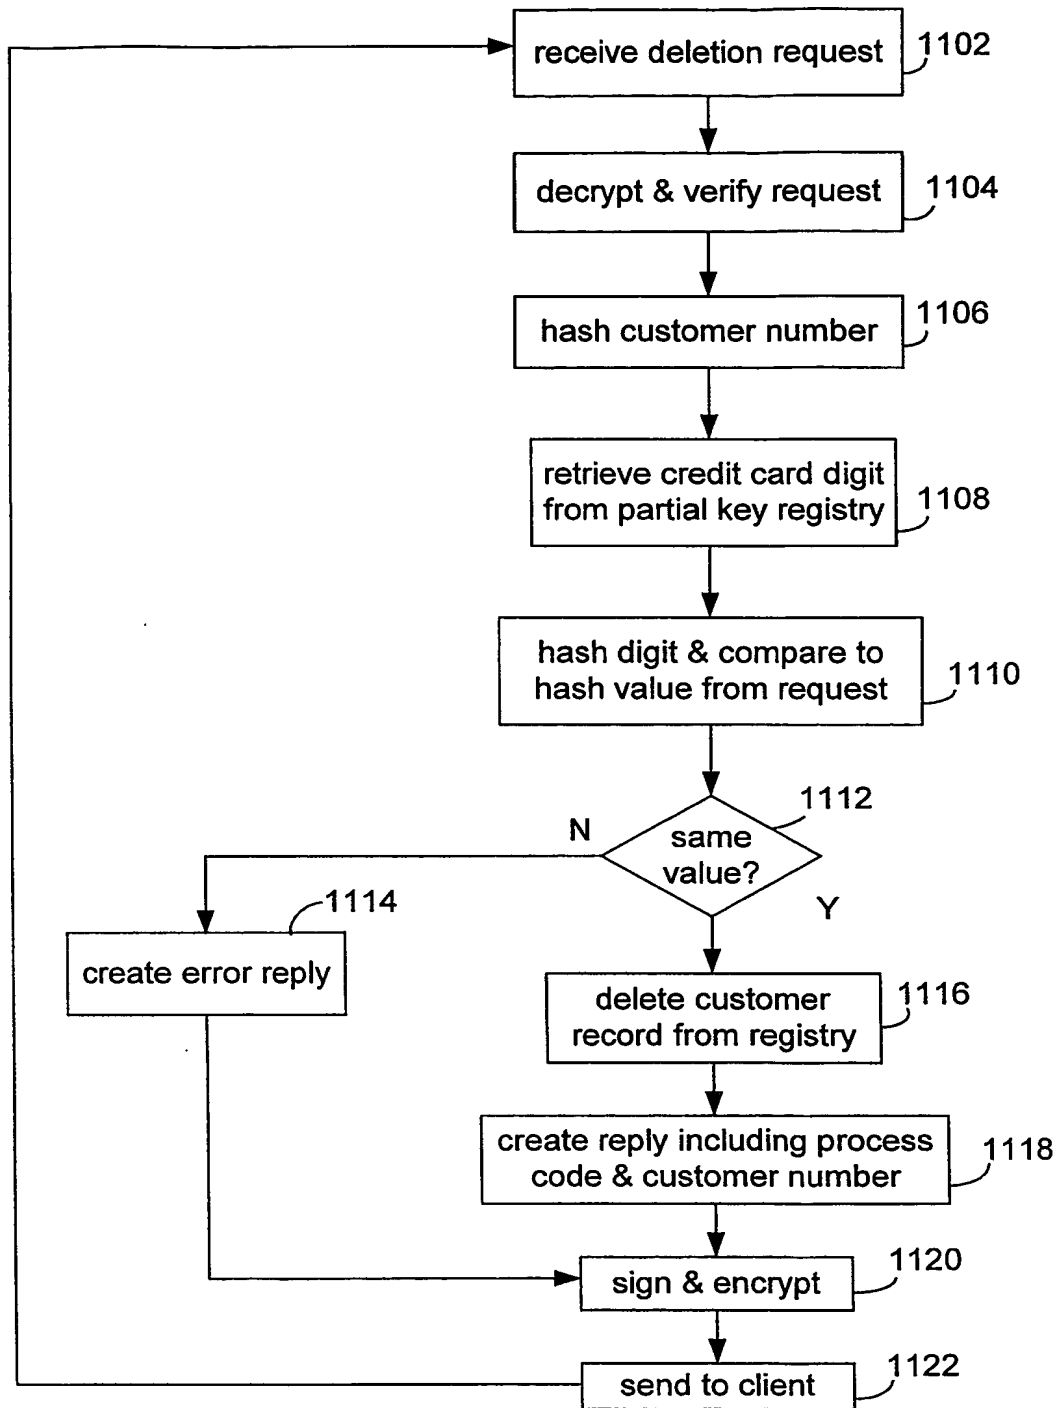 receive deletion request
1102
decrypt & verify request
1104
hash customer number
1106
retrieve credit card digit
from partial key registry
1108
hash digit & compare to
hash value from request
1110
same
value?
1112
N
Y
create error reply
1114
delete customer
record from registry
1116
create reply including process
code & customer number
1118
sign & encrypt
1120
send to client
1122